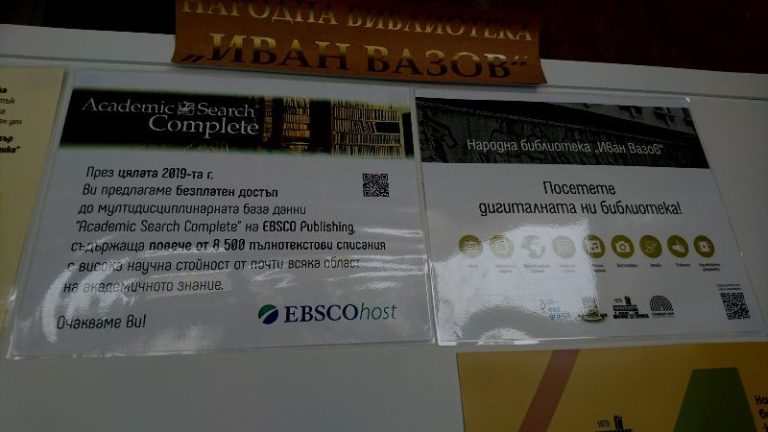 НАРОДНА БИБЛИОТЕКА
„ИВАН ВАЗОВ“
Academic Search
Complete
През цялата 2019-та г.
Ви предлагаме безплатен достъп
до мултидисциплинарната база данни
"Academic Search Complete" на EBSCO Publishing,
съдържаща повече от 8 500 пълнотекстови списания
с висока научна стойност от почти всяка област
на академичното знание.
Очакваме Ви!
EBSCOhost
Народна библиотека „Иван Вазов“
Посетете
дигиталната ни библиотека!